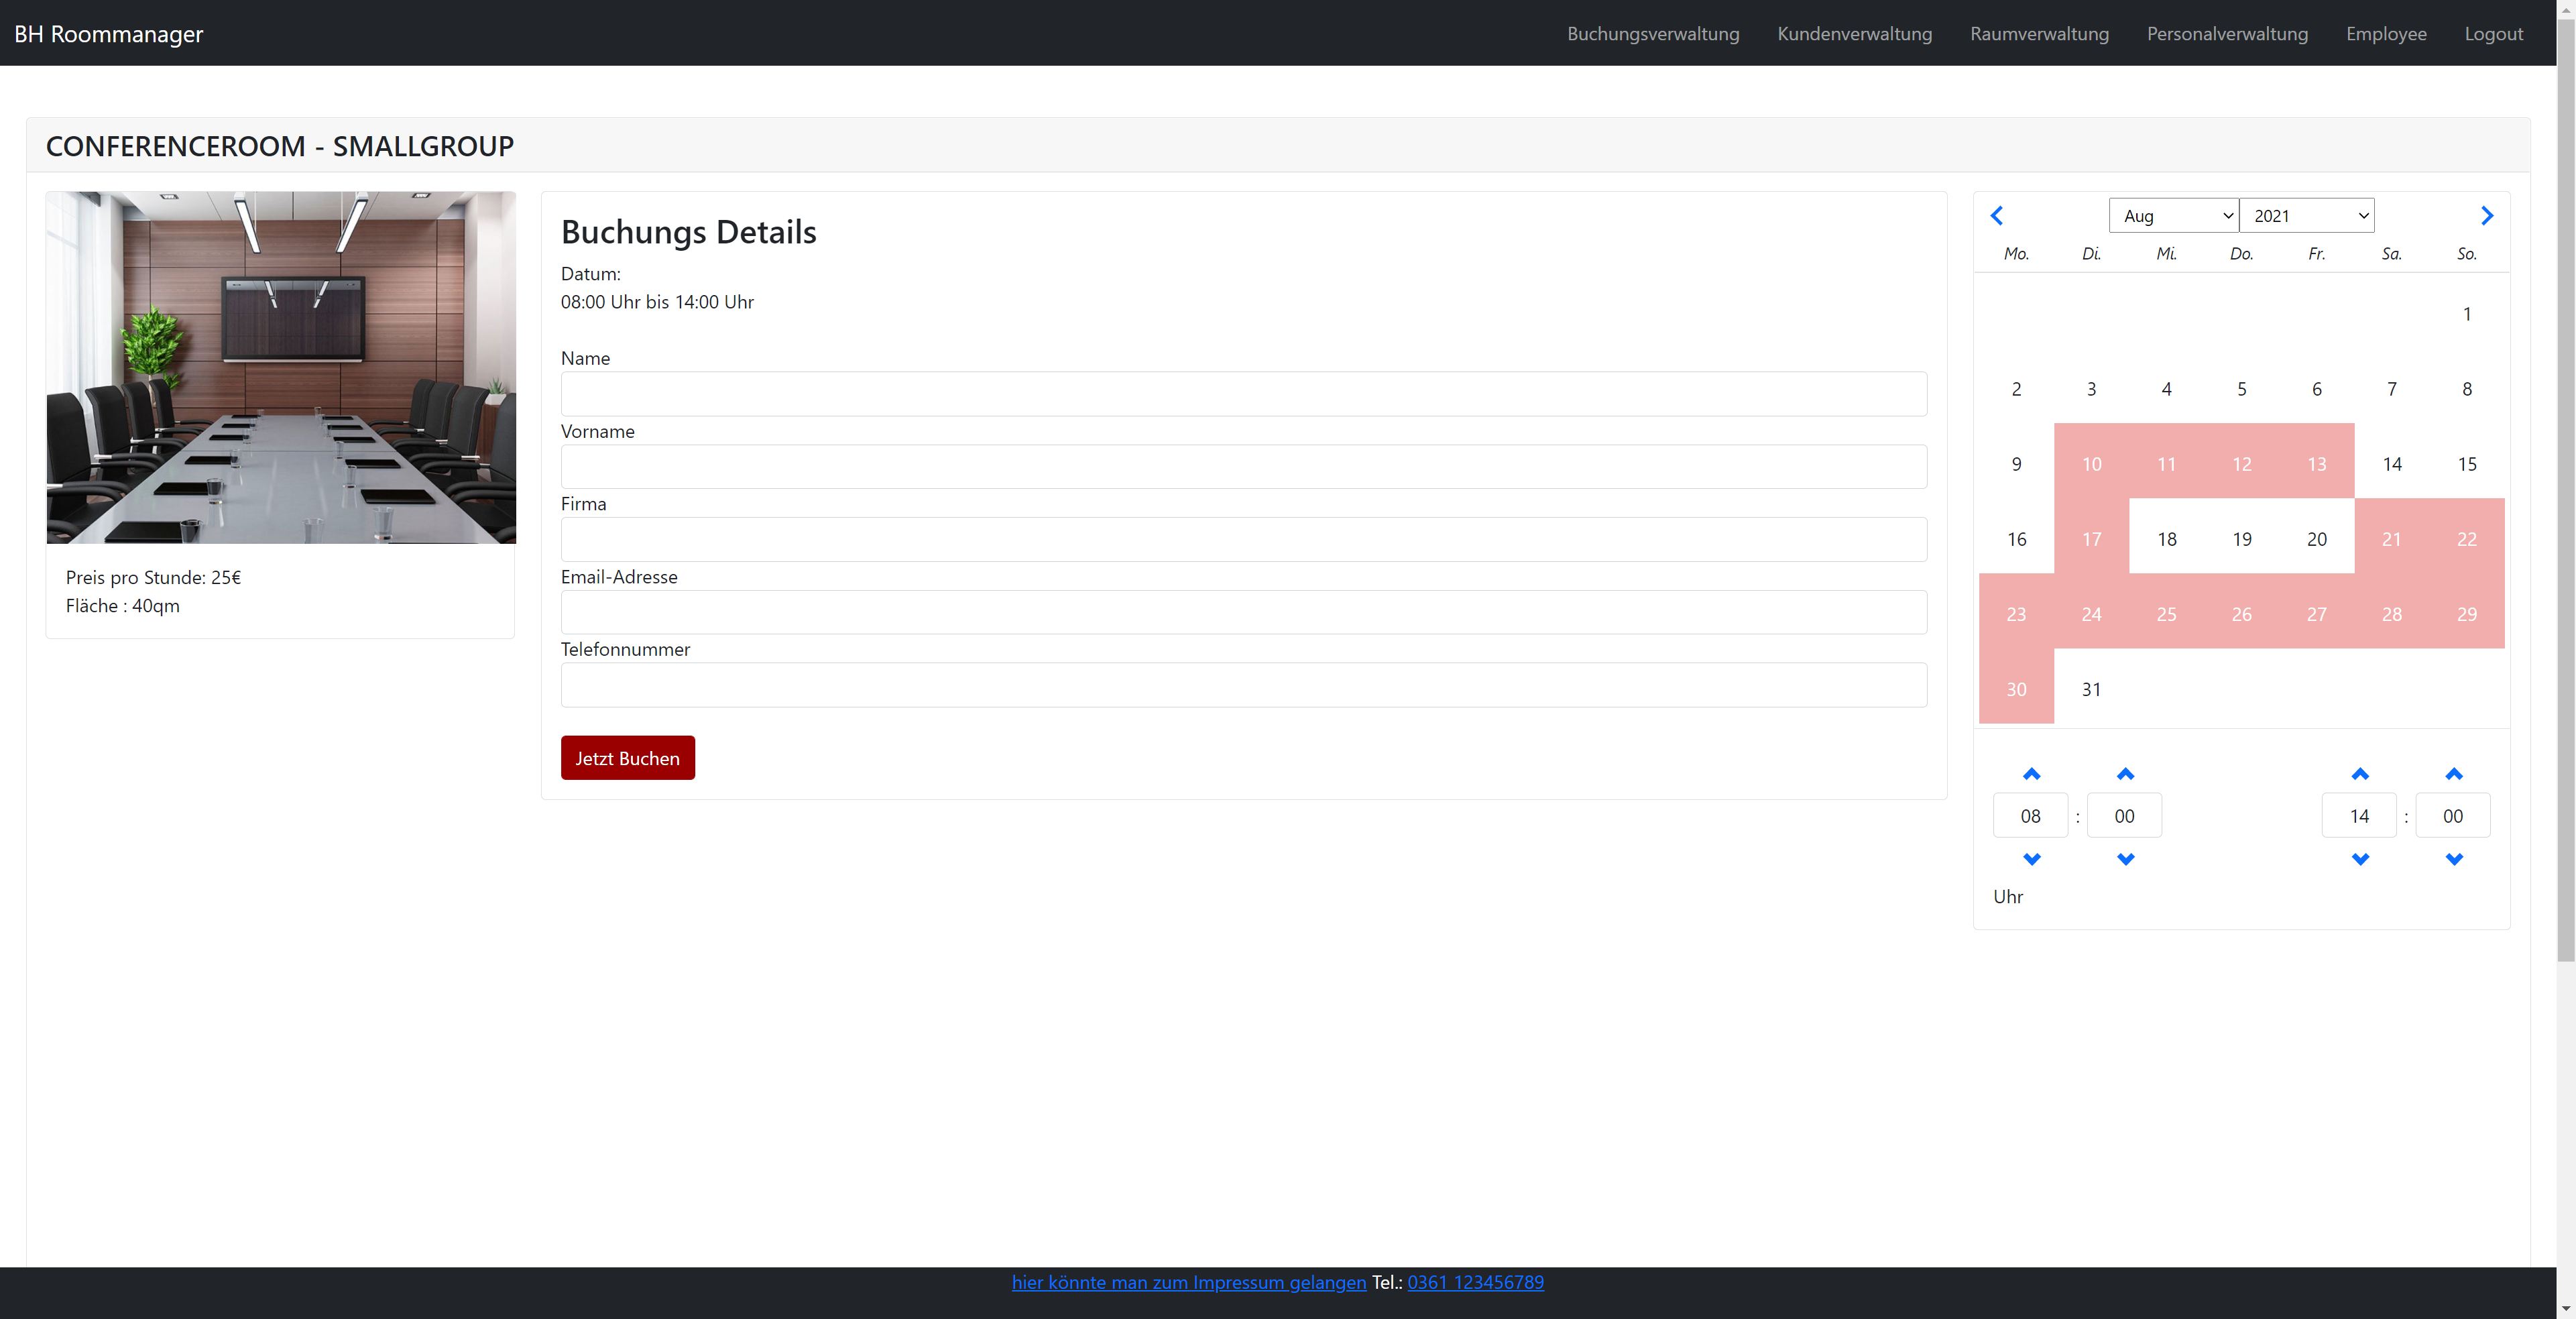 BH Roommanager
Buchungsverwaltung Kundenverwaltung Raumverwaltung Personalverwaltung Employee Logout
CONFERENCEROOM - SMALLGROUP
Preis pro Stunde: 25€
Fläche : 40qm
Buchungs Details
Datum:
08:00 Uhr bis 14:00 Uhr
Name
Vorname
Firma
Email-Adresse
Telefonnummer
Jetzt Buchen
Aug 2021
Mo. Di. Mi. Do. Fr. Sa. So.
1
2 3 4 5 6 7 8
9 10 11 12 13 14 15
16 17 18 19 20 21 22
23 24 25 26 27 28 29
30 31
08 : 00 14 : 00
Uhr
hier könnte man zum Impressum gelangen Tel.: 0361 123456789